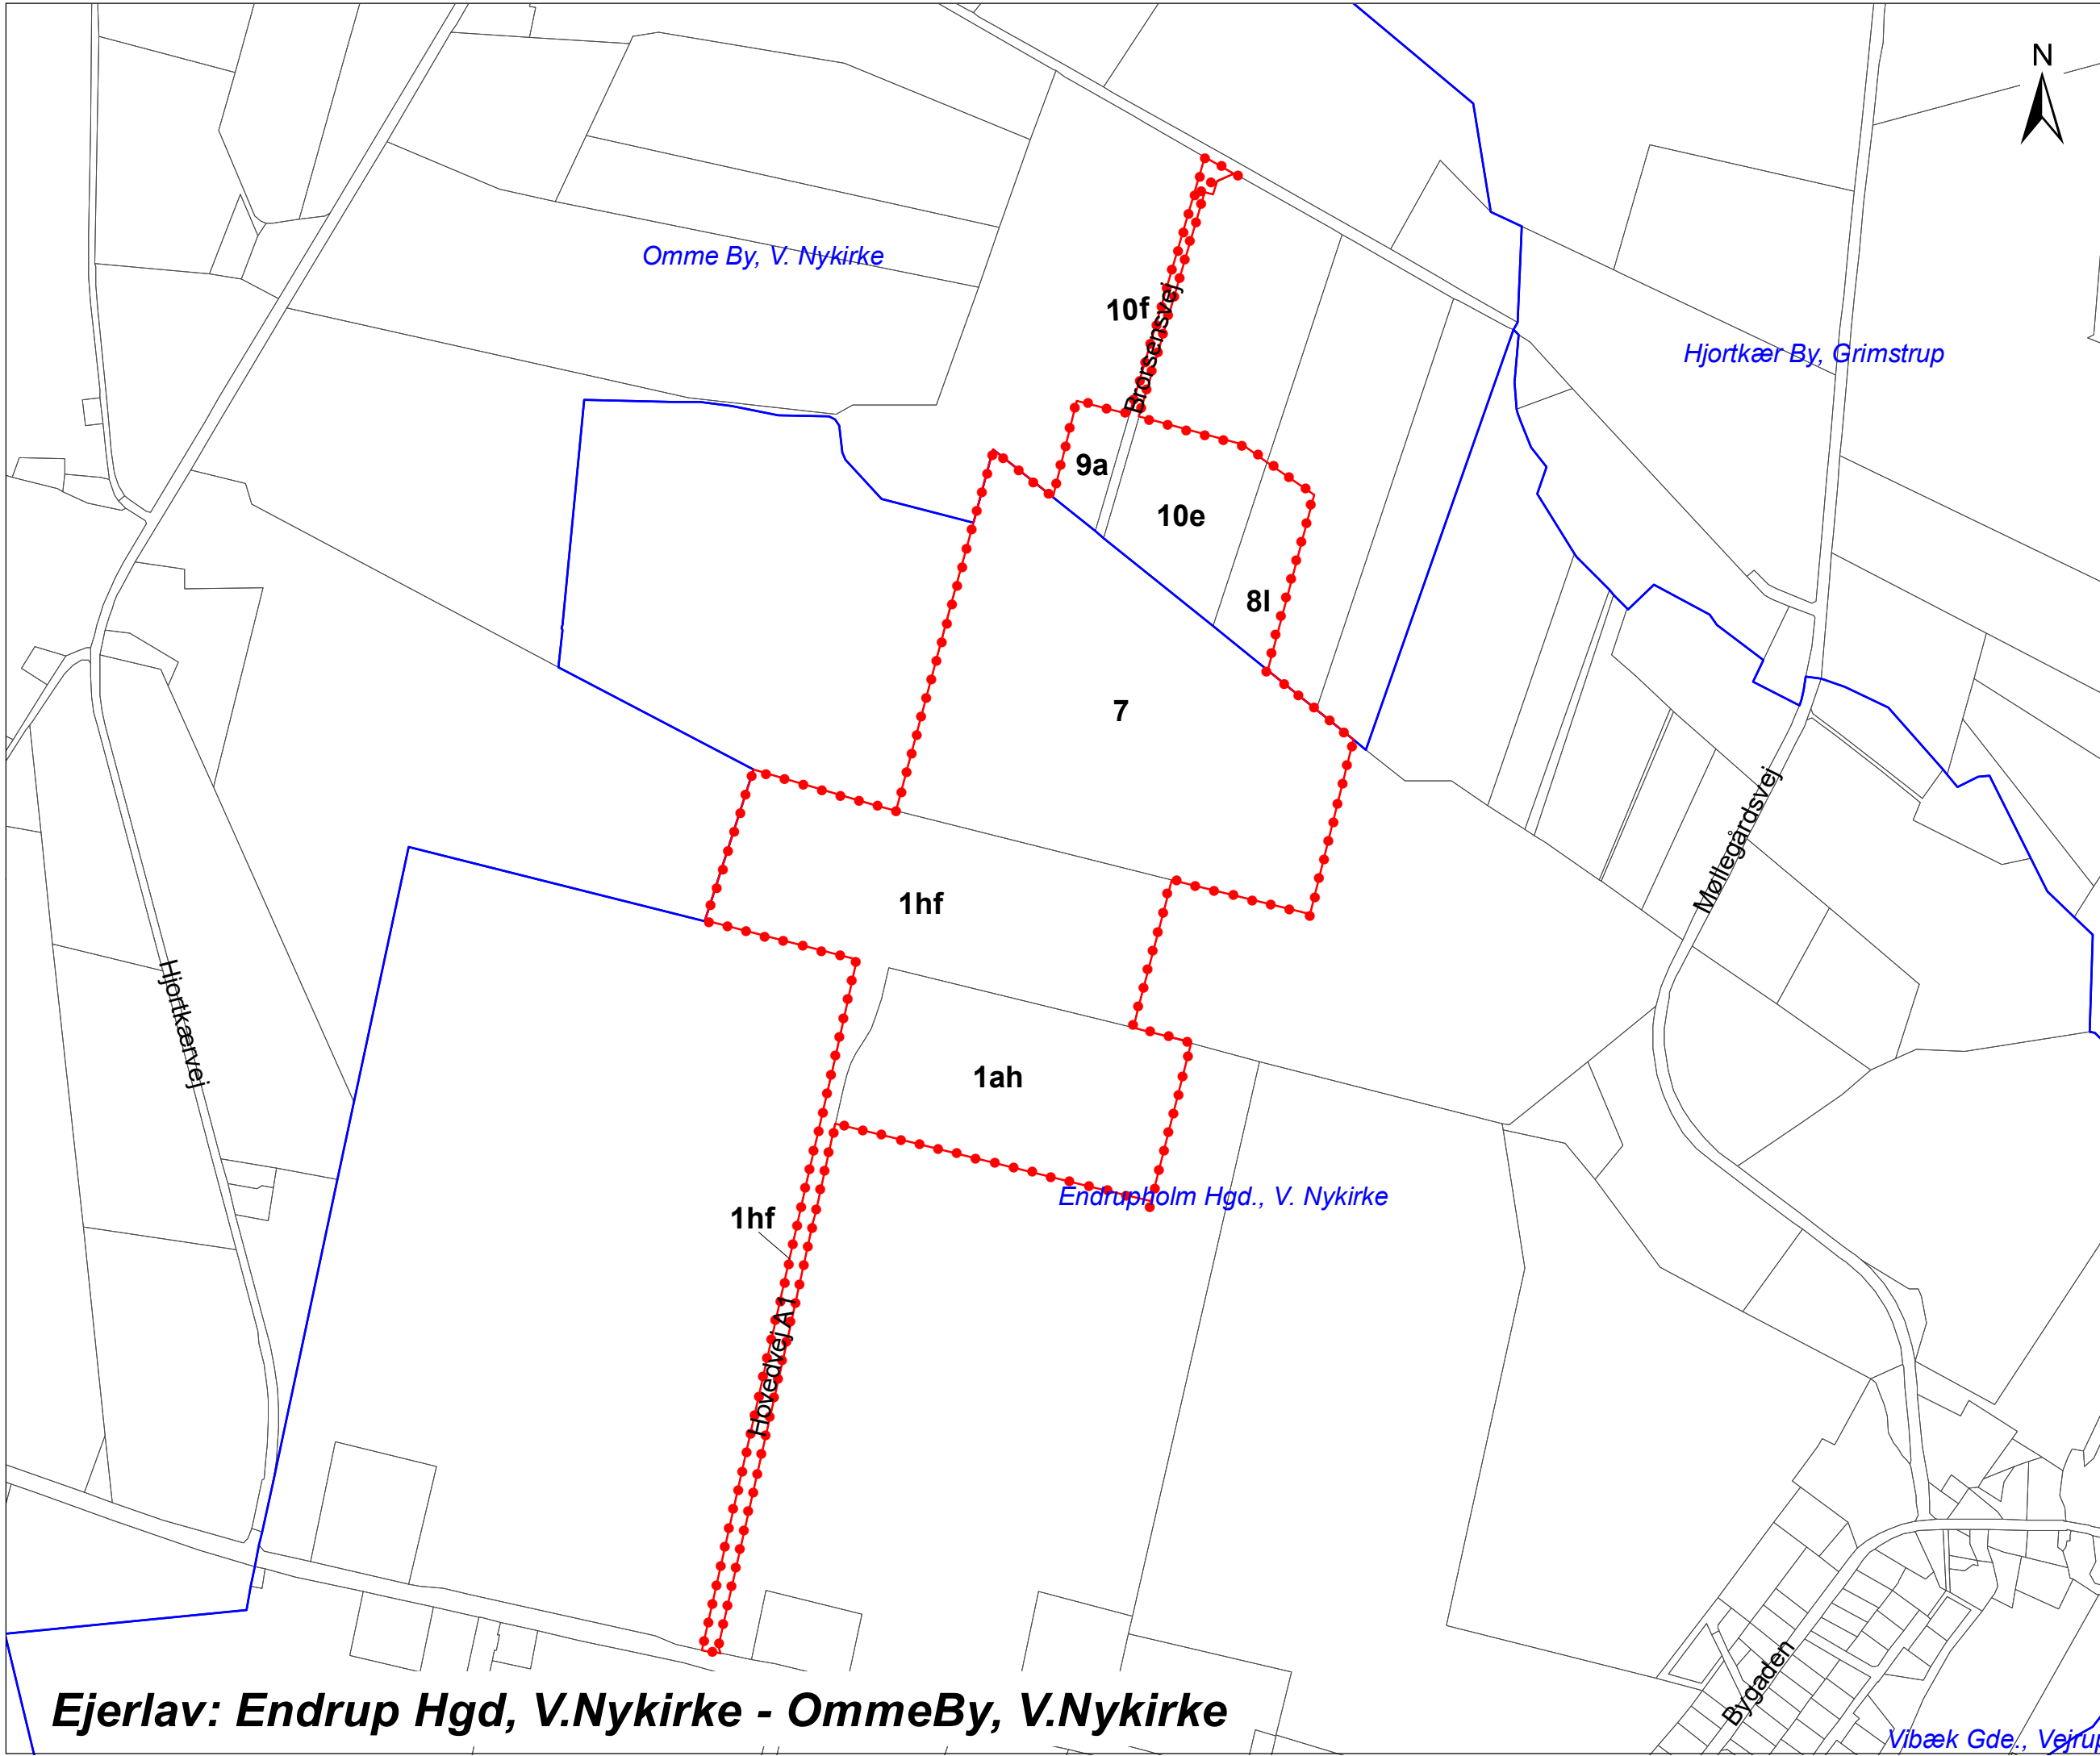 N
Omme By, V. Nykirke
10f
Brorsensvej
Hjortkær By, Grimstrup
9a
10e
8l
7
Møllegårdsvej
1hf
Hjortkærvej
1ah
Endrupholm Hgd., V. Nykirke
1hf
Hovedvej A1
Bygaden
Ejerlav: Endrup Hgd, V.Nykirke - OmmeBy, V.Nykirke
Vibæk Gde., Vejrup